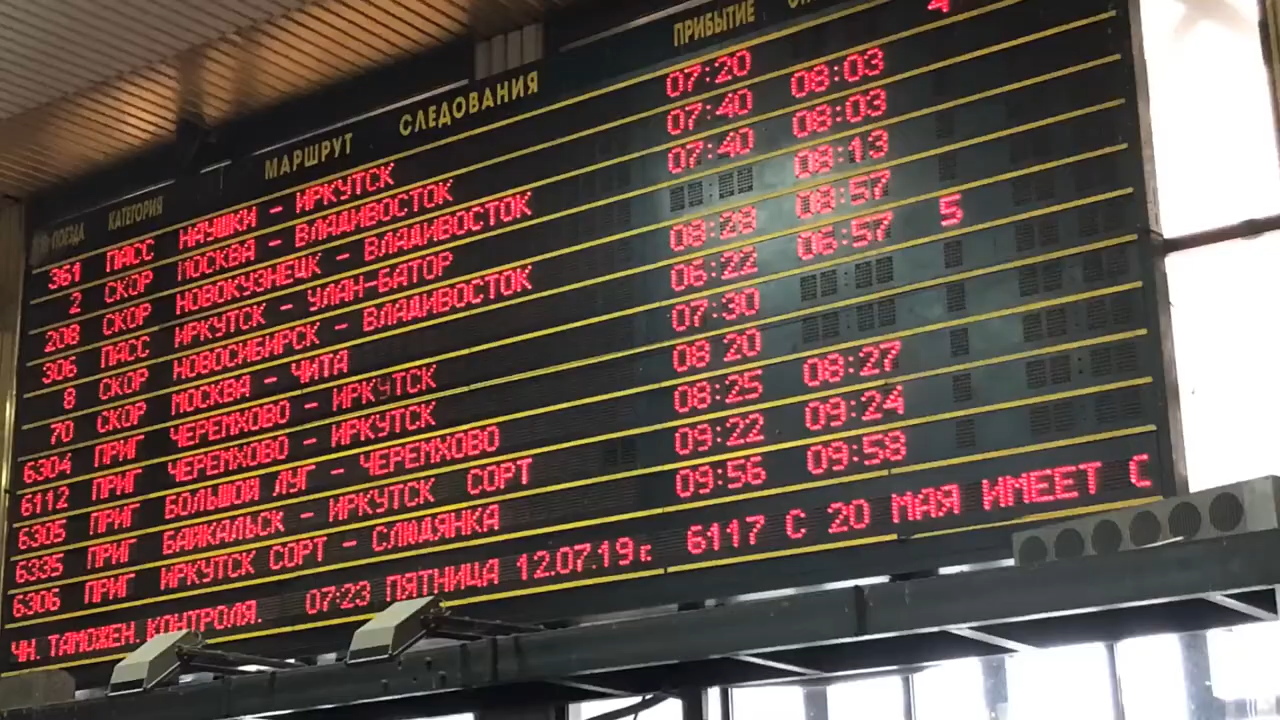 ПОЕЗДА КАТЕГОРИЯ МАРШРУТ СЛЕДОВАНИЯ ПРИБЫТИЕ
361 ПАСС НАУШКИ - ИРКУТСК 07:20 4
2 СКОР МОСКВА - ВЛАДИВОСТОК 07:40 08:03
208 СКОР НОВОКУЗНЕЦК - ВЛАДИВОСТОК 07:40 08:03
306 ПАСС ИРКУТСК - УЛАН-БАТОР 08:13
8 СКОР НОВОСИБИРСК - ВЛАДИВОСТОК 08:28 08:57
70 СКОР МОСКВА - ЧИТА 06:22 06:57 5
6304 ПРИГ ЧЕРЕМХОВО - ИРКУТСК 07:30
6112 ПРИГ ЧЕРЕМХОВО - ИРКУТСК 08 20
6305 ПРИГ БОЛЬШОЙ ЛУГ - ЧЕРЕМХОВО 08:25 08:27
6335 ПРИГ БАЙКАЛЬСК - ИРКУТСК СОРТ 09:22 09:24
6306 ПРИГ ИРКУТСК СОРТ - СЛЮДЯНКА 09:56 09:58
ЧН. ТАМОЖЕН.КОНТРОЛЯ. 07:23 ПЯТНИЦА 12.07.19г. 6117 С 20 МАЯ ИМЕЕТ С